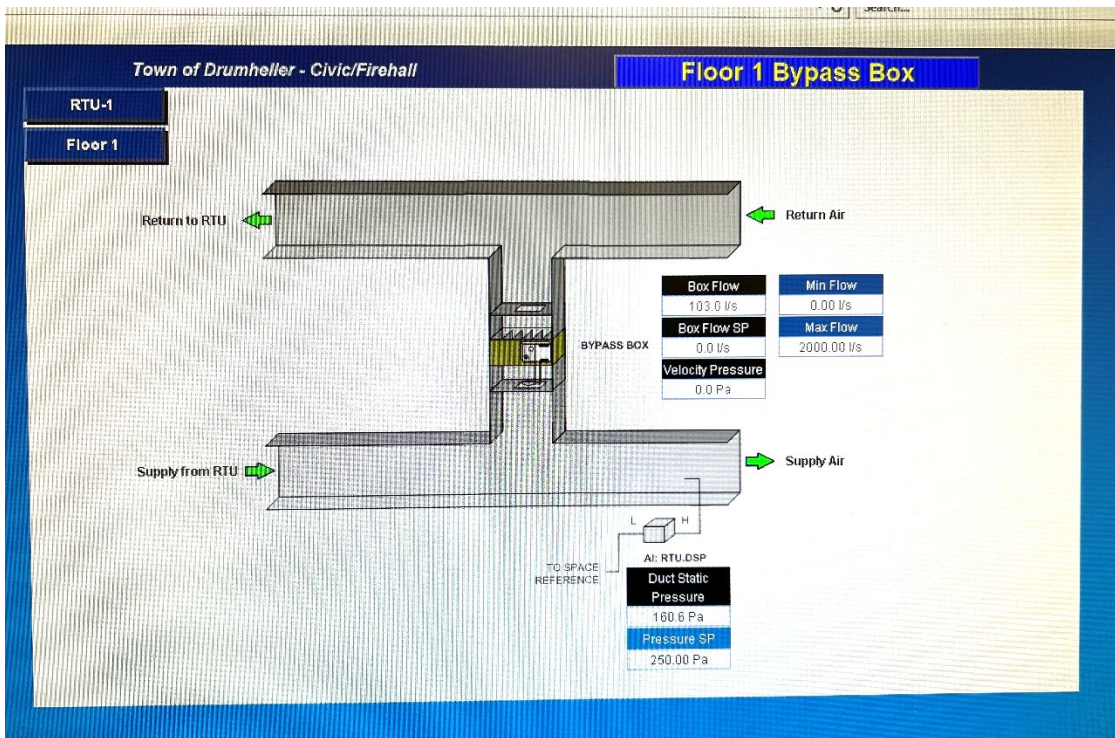 Search...
Town of Drumheller - Civic/Firehall
Floor 1 Bypass Box
RTU-1
Floor 1
Return to RTU
Return Air
Box Flow
103.0 l/s
Min Flow
0.00 l/s
Box Flow SP
0.0 l/s
Max Flow
2000.00 l/s
BYPASS BOX
Velocity Pressure
0.0 Pa
Supply from RTU
Supply Air
L
H
AI: RTU.DSP
TO SPACE
REFERENCE
Duct Static
Pressure
160.6 Pa
Pressure SP
250.00 Pa